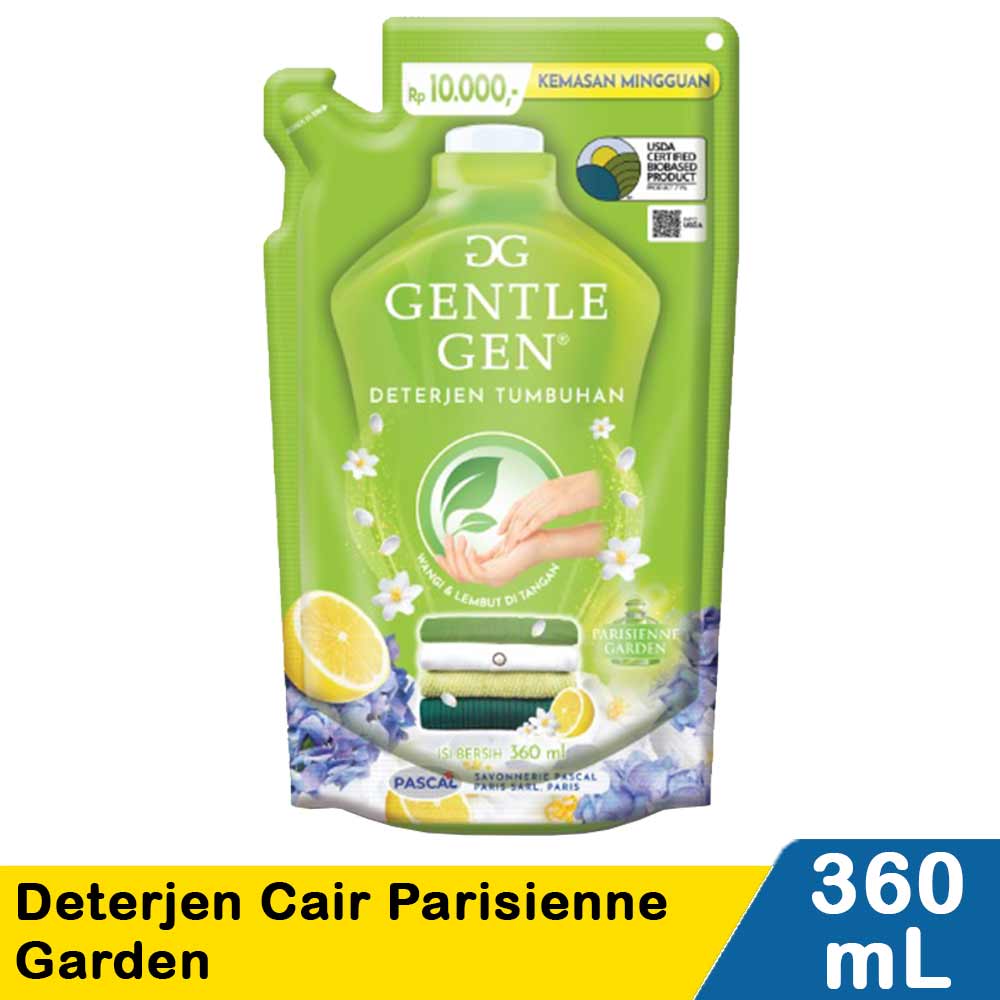 Rp 10.000,-
KEMASAN MINGGUAN
USDA
CERTIFIED
BIOBASED
PRODUCT
USDA
GG
GENTLE
GEN®
DETERJEN TUMBUHAN
WANGI & LEMBUT DI TANGAN
PARISIENNE
GARDEN
ISI BERSIH 360 ml
PASCAL
SAVONNERIE PASCAL
PARIS SARL, PARIS
Deterjen Cair Parisienne
Garden
360
mL